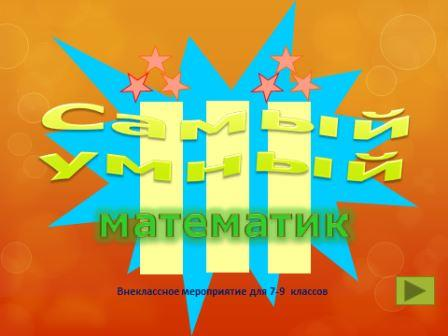 Самый
умный
математик
Внеклассное мероприятие для 7-9 классов